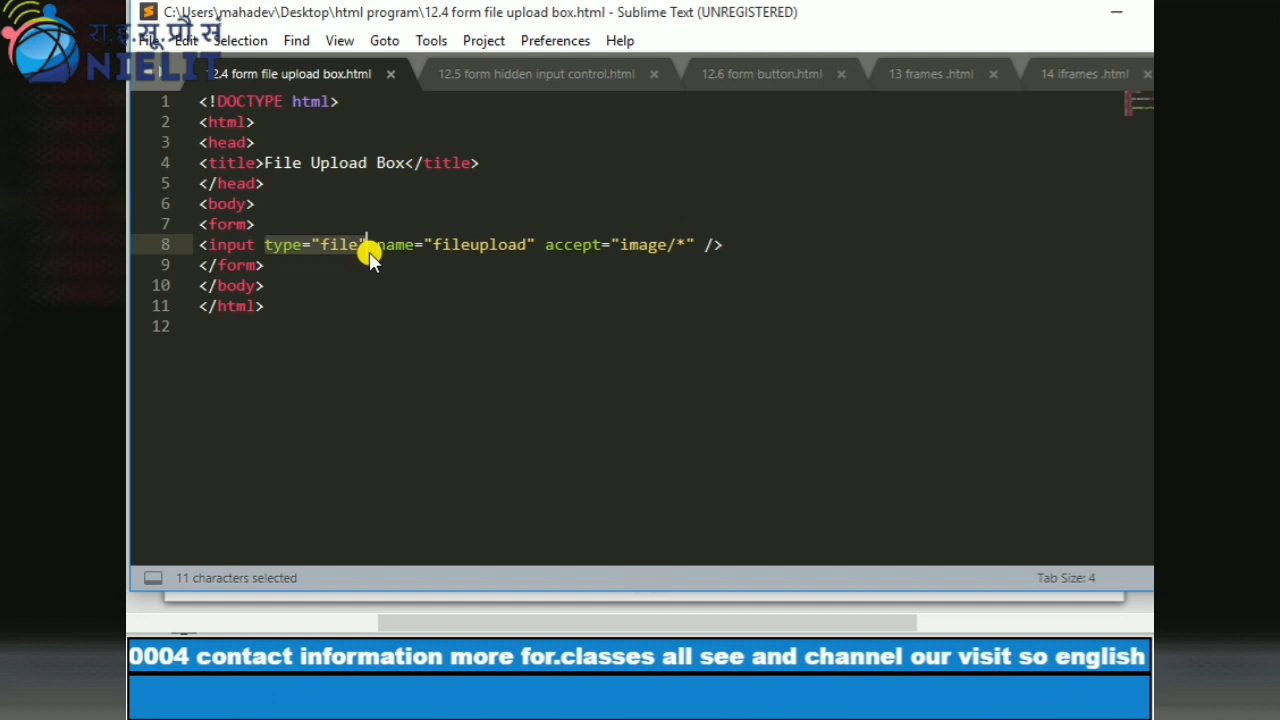 C:\Users\mahadev\Desktop\html program\12.4 form file upload box.html - Sublime Text (UNREGISTERED)
रा.इ.सू.प्रौ.सं
NIELIT
File Edit Selection Find View Goto Tools Project Preferences Help
12.4 form file upload box.html × 12.5 form hidden input control.html × 12.6 form button.html × 13 frames .html × 14 iframes .html ×
1 <!DOCTYPE html>
2 <html>
3 <head>
4 <title>File Upload Box</title>
5 </head>
6 <body>
7 <form>
8 <input type="file" name="fileupload" accept="image/*" />
9 </form>
10 </body>
11 </html>
12
11 characters selected Tab Size: 4
0004 contact information more for.classes all see and channel our visit so english